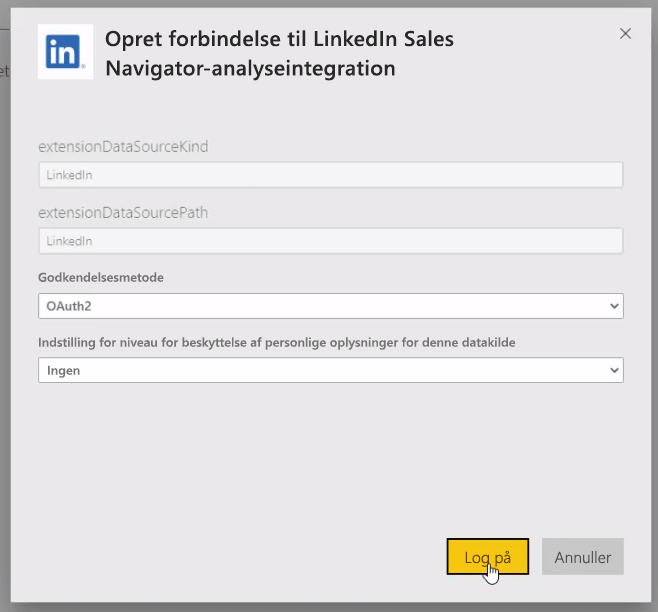 in
Opret forbindelse til LinkedIn Sales
Navigator-analyseintegration
extensionDataSourceKind
LinkedIn
extensionDataSourcePath
LinkedIn
Godkendelsesmetode
OAuth2
Indstilling for niveau for beskyttelse af personlige oplysninger for denne datakilde
Ingen
Log på
Annuller